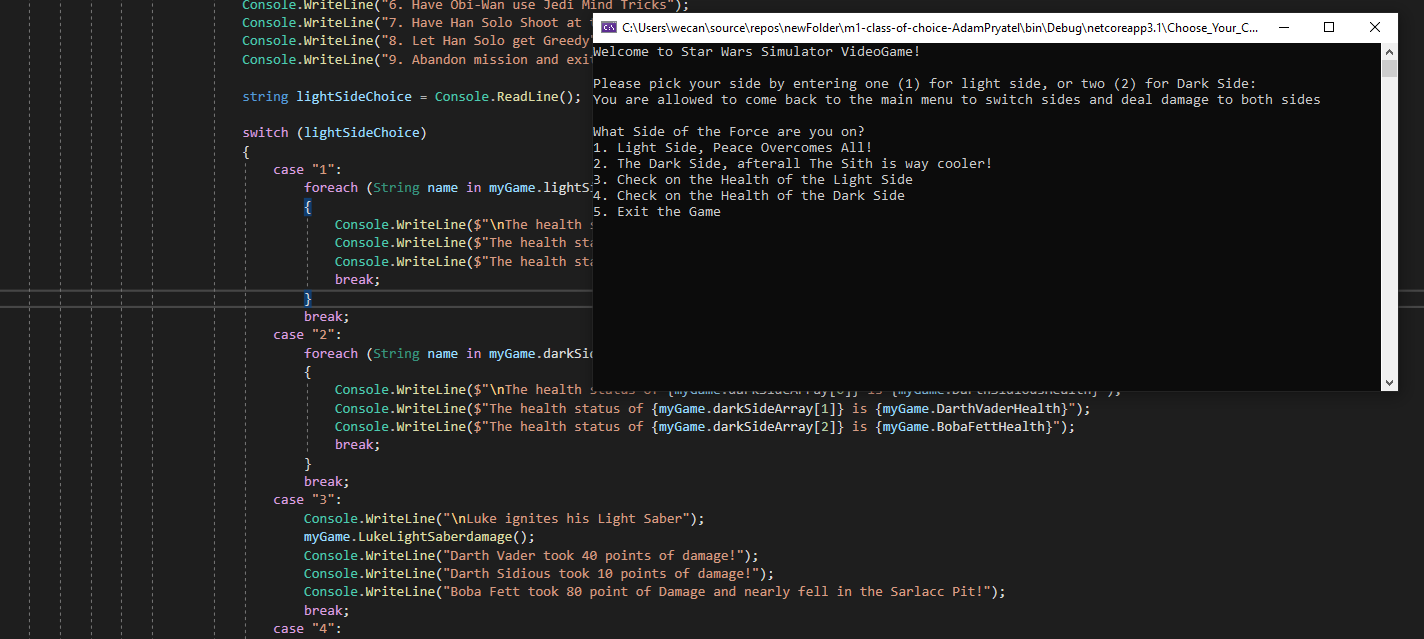 Console.WriteLine("6. Have Obi-Wan use Jedi Mind Tricks");
Console.WriteLine("7. Have Han Solo Shoot at
Console.WriteLine("8. Let Han Solo get Greedy"
Console.WriteLine("9. Abandon mission and exi
string lightSideChoice = Console.ReadLine();
switch (lightSideChoice)
{
case "1":
foreach (String name in myGame.lightS
{
Console.WriteLine($"\nThe health s
Console.WriteLine($"The health sta
Console.WriteLine($"The health sta
break;
}
break;
case "2":
foreach (String name in myGame.darkSid
{
Console.WriteLine($"\nThe health status of {myGame.darkSideArray[0]} is {myGame.DarthSidiousHealth}");
Console.WriteLine($"The health status of {myGame.darkSideArray[1]} is {myGame.DarthVaderHealth}");
Console.WriteLine($"The health status of {myGame.darkSideArray[2]} is {myGame.BobaFettHealth}");
break;
}
break;
case "3":
Console.WriteLine("\nLuke ignites his Light Saber");
myGame.LukeLightSaberdamage();
Console.WriteLine("Darth Vader took 40 points of damage!");
Console.WriteLine("Darth Sidious took 10 points of damage!");
Console.WriteLine("Boba Fett took 80 point of Damage and nearly fell in the Sarlacc Pit!");
break;
case "4":
C:\Users\wecan\source\repos\newFolder\m1-class-of-choice-AdamPryatel\bin\Debug\netcoreapp3.1\Choose_Your_C...
Welcome to Star Wars Simulator VideoGame!
Please pick your side by entering one (1) for light side, or two (2) for Dark Side:
You are allowed to come back to the main menu to switch sides and deal damage to both sides
What Side of the Force are you on?
1. Light Side, Peace Overcomes All!
2. The Dark Side, afterall The Sith is way cooler!
3. Check on the Health of the Light Side
4. Check on the Health of the Dark Side
5. Exit the Game